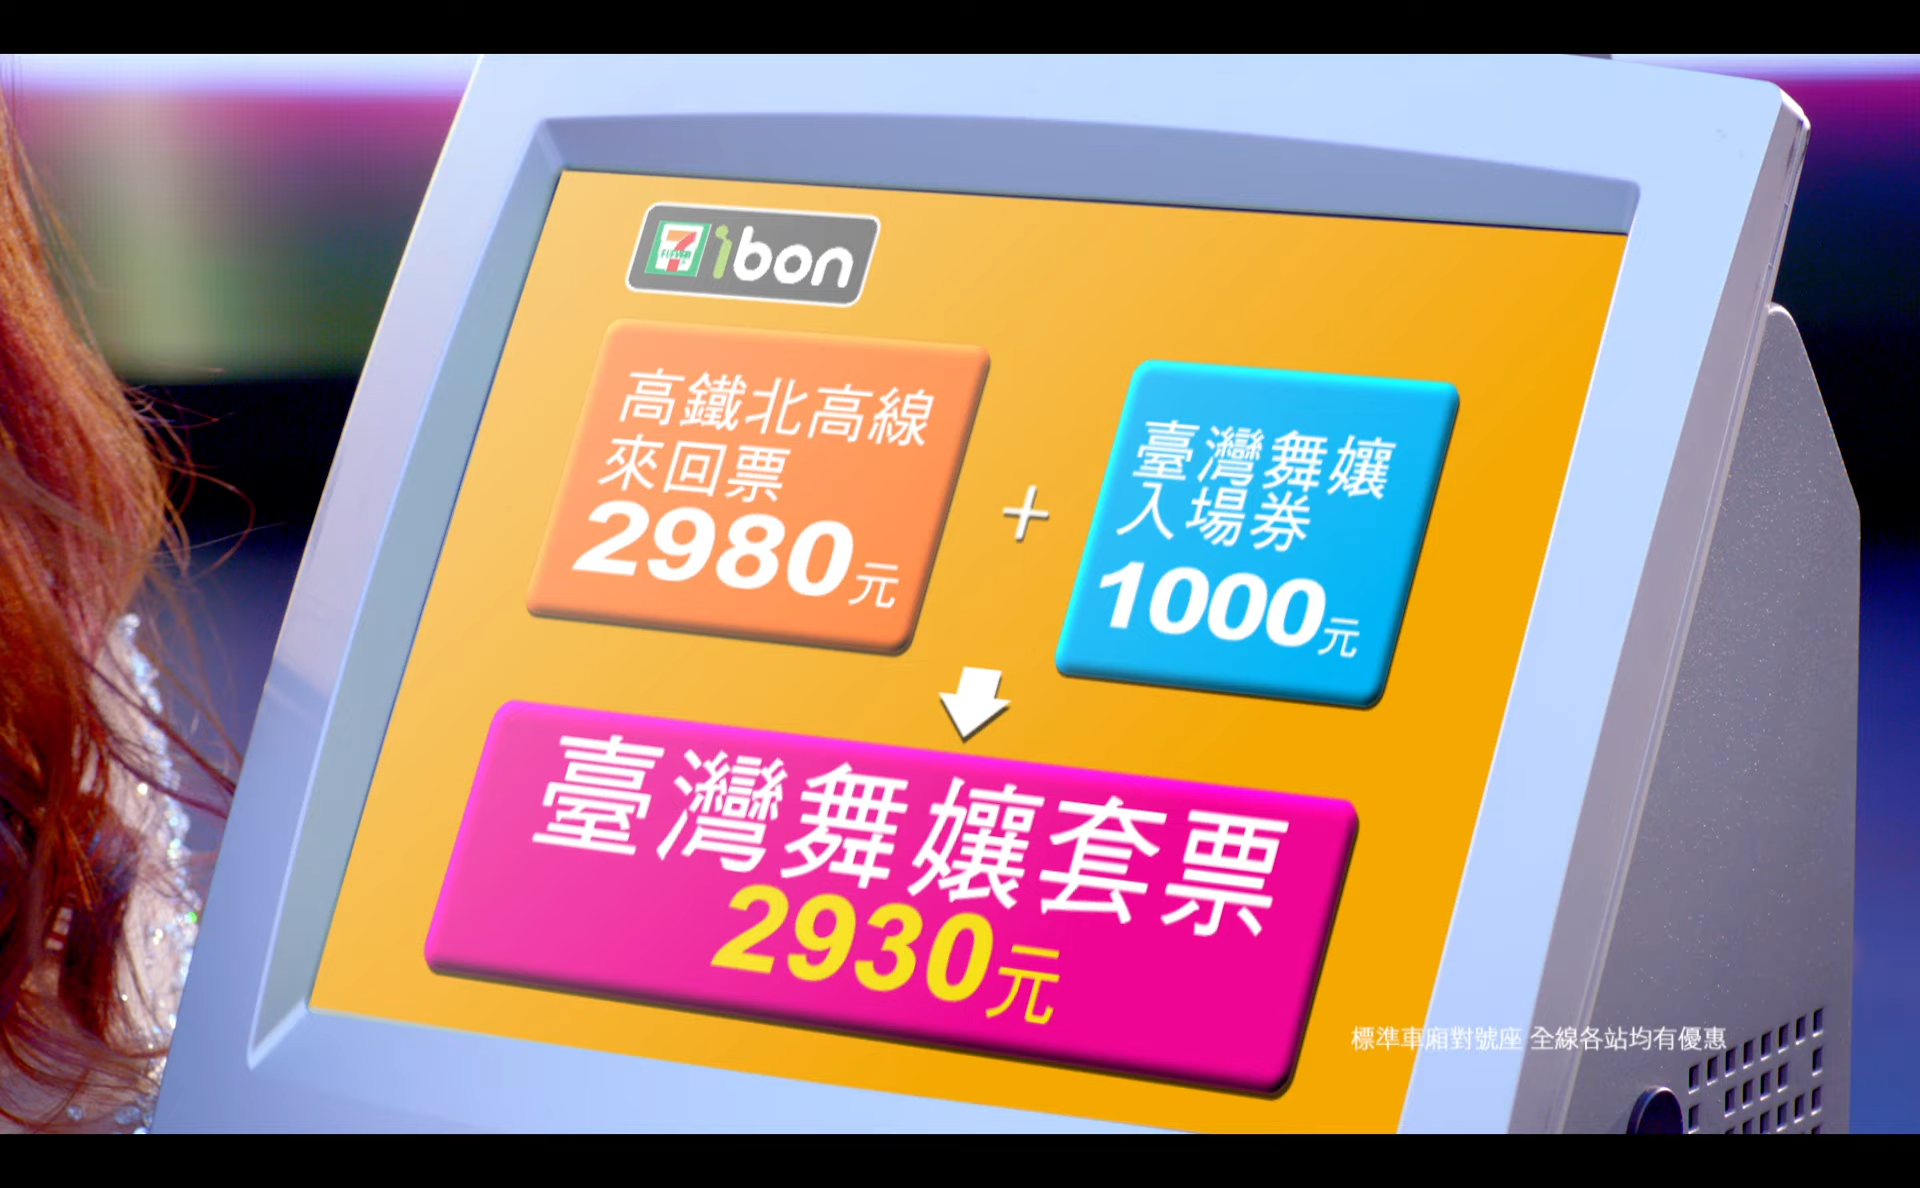 7
ELEVEN
ibon
高鐵北高線
來回票
2980元
+
臺灣舞孃
入場券
1000元
臺灣舞孃套票
2930元
標準車廂對號座 全線各站均有優惠